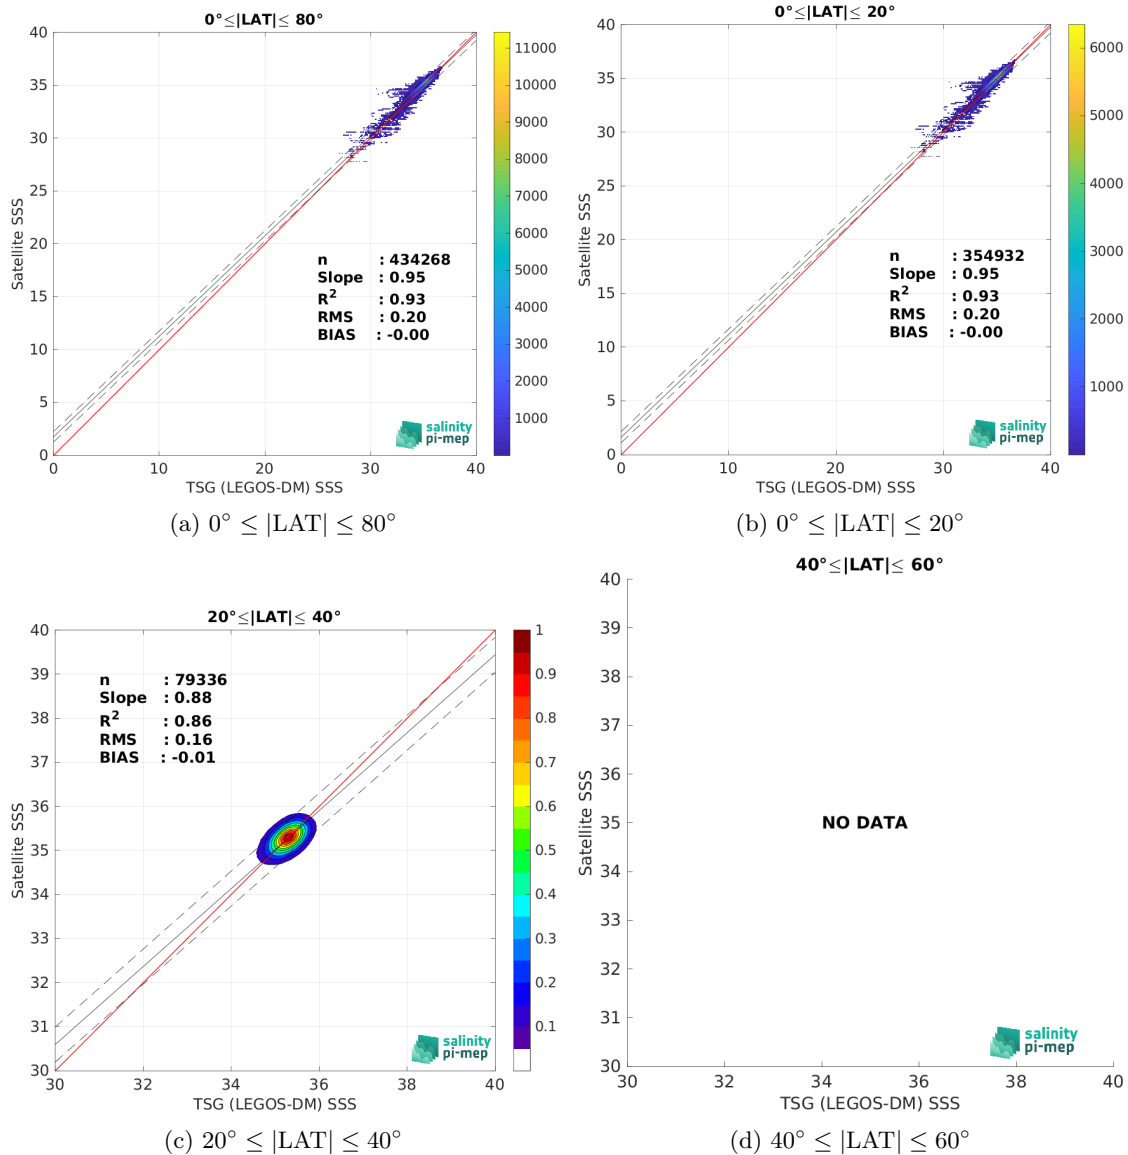 0°≤|LAT|≤ 80°
40
35
30
25
20
15
10
5
0
0
10
20
30
40
Satellite SSS
TSG (LEGOS-DM) SSS
n : 434268
Slope : 0.95
R² : 0.93
RMS : 0.20
BIAS : -0.00
salinity
pi-mep
11000
10000
9000
8000
7000
6000
5000
4000
3000
2000
1000
(a) 0° ≤ |LAT| ≤ 80°
0°≤|LAT|≤ 20°
40
35
30
25
20
15
10
5
0
0
10
20
30
40
Satellite SSS
TSG (LEGOS-DM) SSS
n : 354932
Slope : 0.95
R² : 0.93
RMS : 0.20
BIAS : -0.00
salinity
pi-mep
6000
5000
4000
3000
2000
1000
(b) 0° ≤ |LAT| ≤ 20°
20°≤|LAT|≤ 40°
40
39
38
37
36
35
34
33
32
31
30
30
32
34
36
38
40
Satellite SSS
TSG (LEGOS-DM) SSS
n : 79336
Slope : 0.88
R² : 0.86
RMS : 0.16
BIAS : -0.01
salinity
pi-mep
1
0.9
0.8
0.7
0.6
0.5
0.4
0.3
0.2
0.1
(c) 20° ≤ |LAT| ≤ 40°
40°≤|LAT|≤ 60°
40
39
38
37
36
35
34
33
32
31
30
30
32
34
36
38
40
Satellite SSS
TSG (LEGOS-DM) SSS
NO DATA
salinity
pi-mep
(d) 40° ≤ |LAT| ≤ 60°